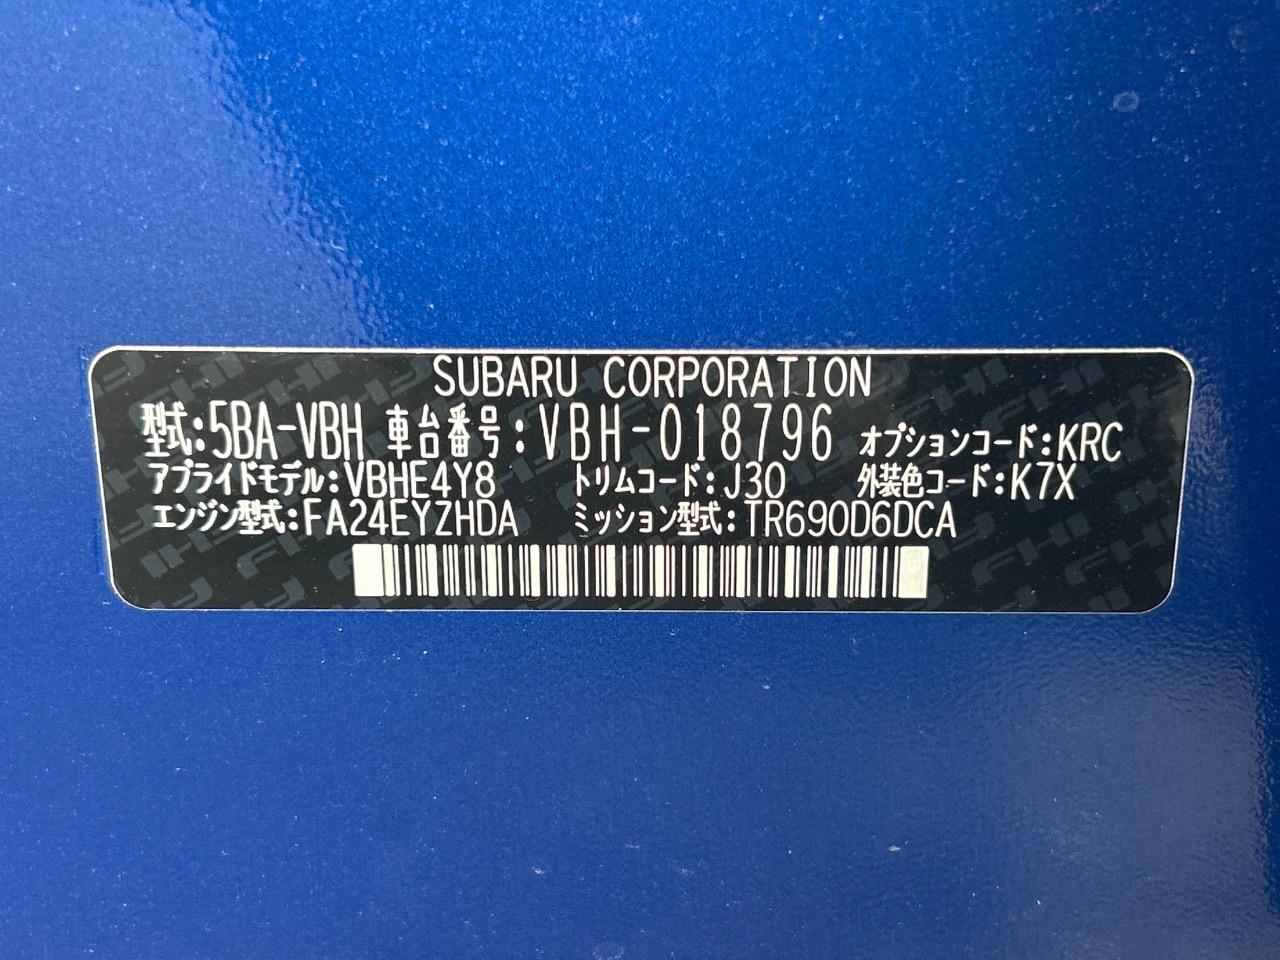 SUBARU CORPORATION
型式:5BA-VBH 車台番号:VBH-018796 オプションコード:KRC
アプライドモデル:VBHE4Y8 トリムコード:J30 外装色コード:K7X
エンジン型式:FA24EYZHDA ミッション型式:TR690D6DCA